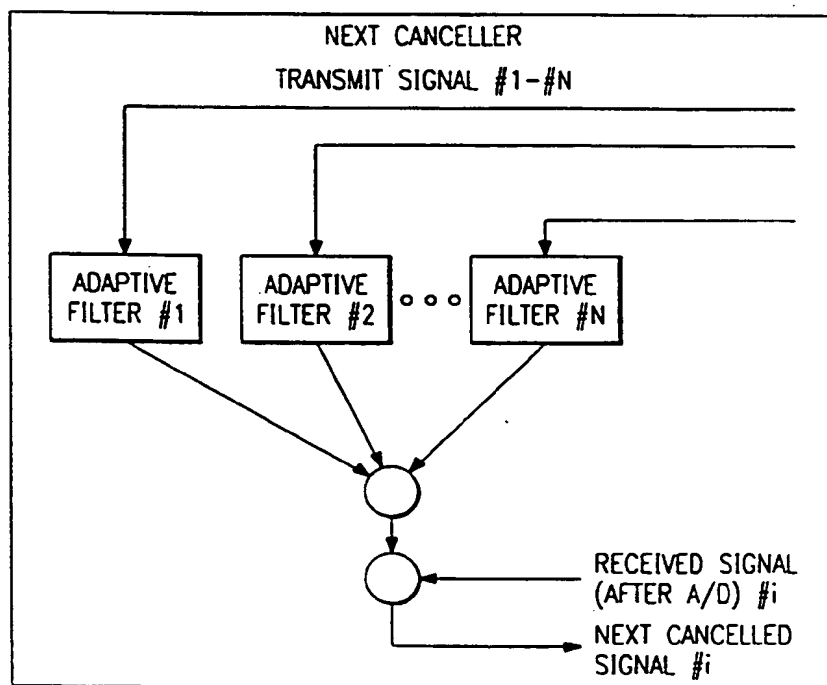 NEXT CANCELLER
TRANSMIT SIGNAL #1-#N
ADAPTIVE
FILTER #1
ADAPTIVE
FILTER #2
ADAPTIVE
FILTER #N
RECEIVED SIGNAL
(AFTER A/D) #i
NEXT CANCELLED
SIGNAL #i